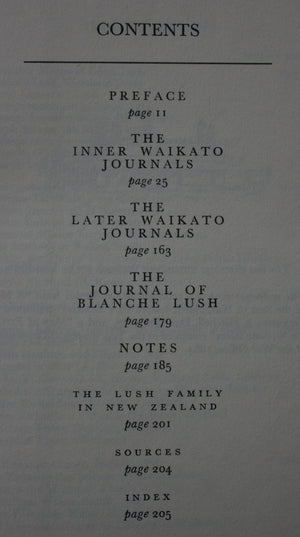 CONTENTS
PREFACE
page 11
THE
INNER WAIKATO
JOURNALS
page 25
THE
LATER WAIKATO
JOURNALS
page 163
THE
JOURNAL OF
BLANCHE LUSH
page 179
NOTES
page 185
THE LUSH FAMILY
IN NEW ZEALAND
page 201
SOURCES
page 204
INDEX
page 205